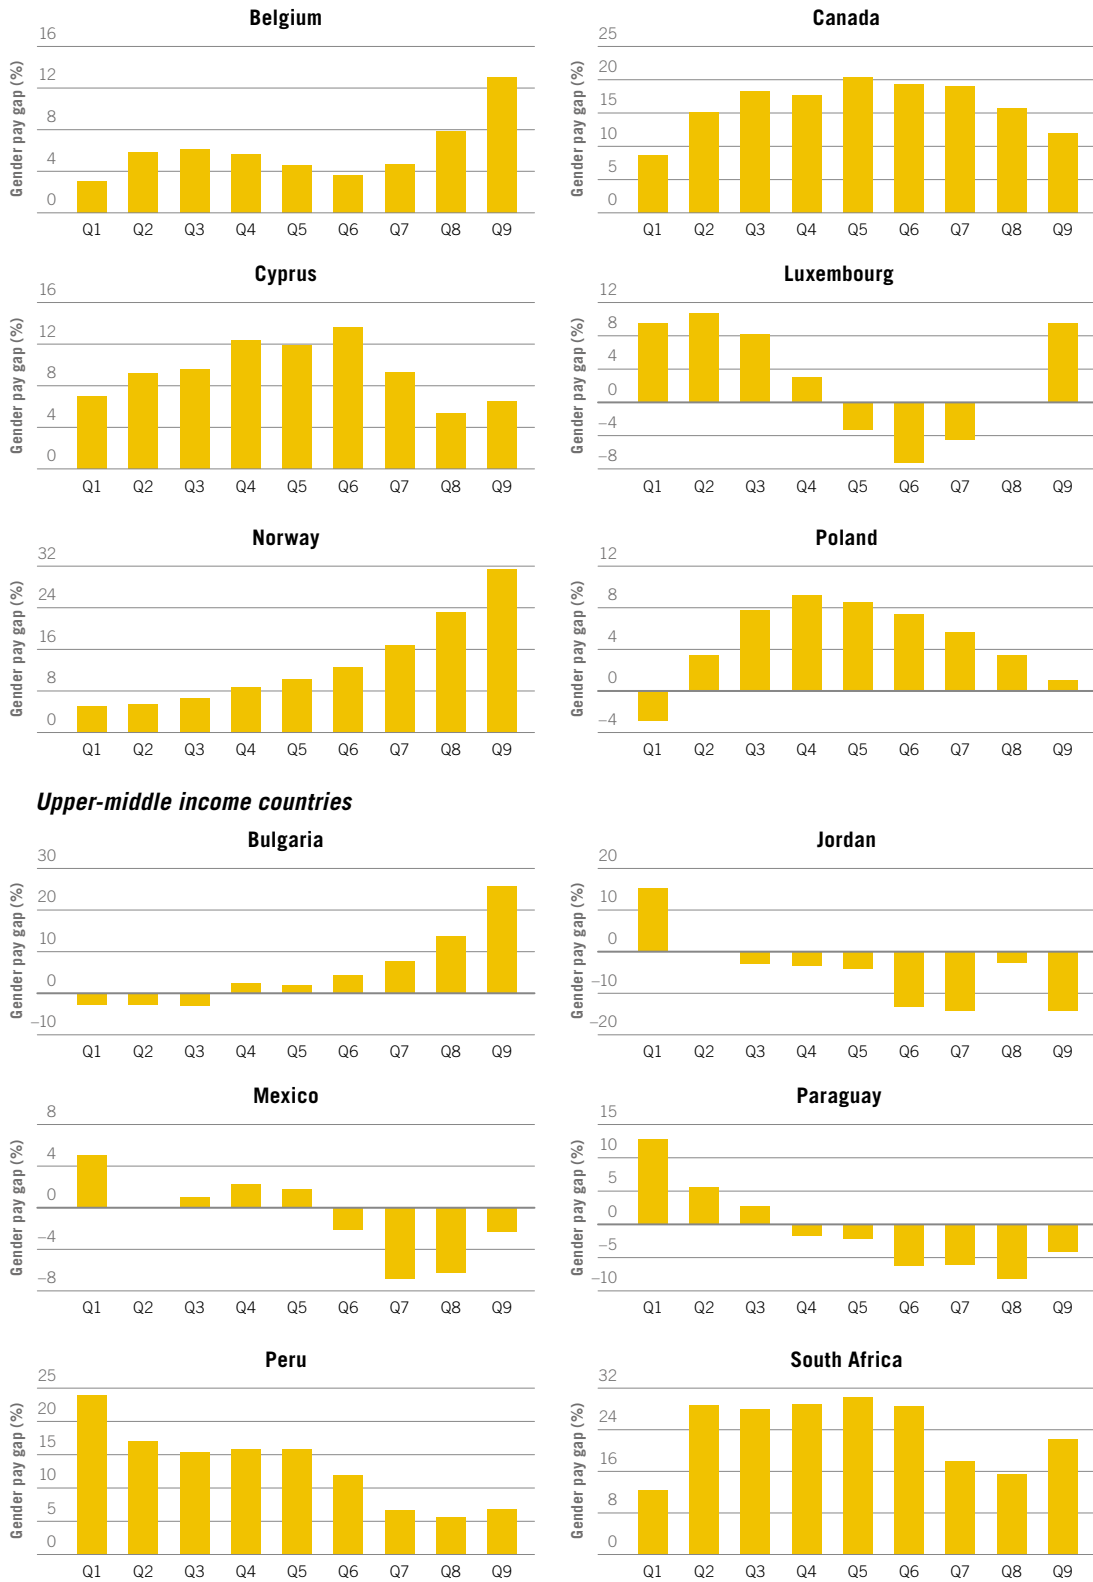 Belgium
Gender pay gap (%)
16
12
8
4
0
Q1 Q2 Q3 Q4 Q5 Q6 Q7 Q8 Q9
Canada
Gender pay gap (%)
25
20
15
10
5
0
Q1 Q2 Q3 Q4 Q5 Q6 Q7 Q8 Q9
Cyprus
Gender pay gap (%)
16
12
8
4
0
Q1 Q2 Q3 Q4 Q5 Q6 Q7 Q8 Q9
Luxembourg
Gender pay gap (%)
12
8
4
0
–4
–8
Q1 Q2 Q3 Q4 Q5 Q6 Q7 Q8 Q9
Norway
Gender pay gap (%)
32
24
16
8
0
Q1 Q2 Q3 Q4 Q5 Q6 Q7 Q8 Q9
Poland
Gender pay gap (%)
12
8
4
0
–4
Q1 Q2 Q3 Q4 Q5 Q6 Q7 Q8 Q9
Upper-middle income countries
Bulgaria
Gender pay gap (%)
30
20
10
0
–10
Q1 Q2 Q3 Q4 Q5 Q6 Q7 Q8 Q9
Jordan
Gender pay gap (%)
20
10
0
–10
–20
Q1 Q2 Q3 Q4 Q5 Q6 Q7 Q8 Q9
Mexico
Gender pay gap (%)
8
4
0
–4
–8
Q1 Q2 Q3 Q4 Q5 Q6 Q7 Q8 Q9
Paraguay
Gender pay gap (%)
15
10
5
0
–5
–10
Q1 Q2 Q3 Q4 Q5 Q6 Q7 Q8 Q9
Peru
Gender pay gap (%)
25
20
15
10
5
0
Q1 Q2 Q3 Q4 Q5 Q6 Q7 Q8 Q9
South Africa
Gender pay gap (%)
32
24
16
8
0
Q1 Q2 Q3 Q4 Q5 Q6 Q7 Q8 Q9